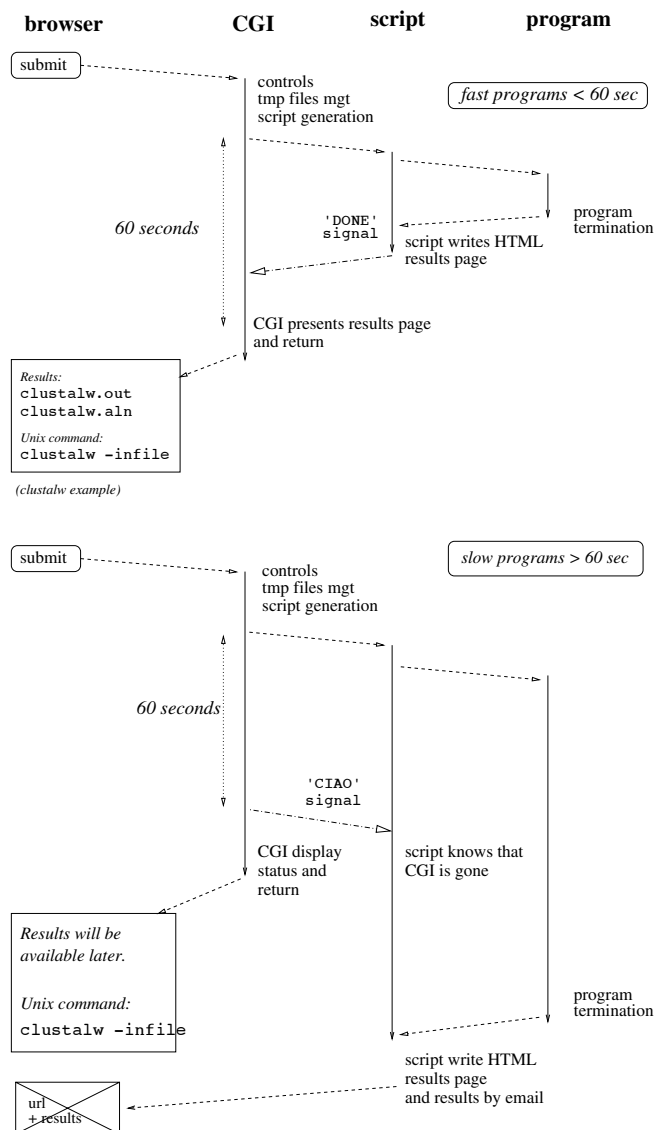 browser CGI script program
submit
controls
tmp files mgt
script generation
fast programs < 60 sec
60 seconds
'DONE'
signal
program
termination
script writes HTML
results page
CGI presents results page
and return
Results:
clustalw.out
clustalw.aln
Unix command:
clustalw -infile
(clustalw example)
submit
controls
tmp files mgt
script generation
slow programs > 60 sec
60 seconds
'CIAO'
signal
CGI display
status and
return
script knows that
CGI is gone
Results will be
available later.
Unix command:
clustalw -infile
program
termination
script write HTML
results page
and results by email
url
+ results